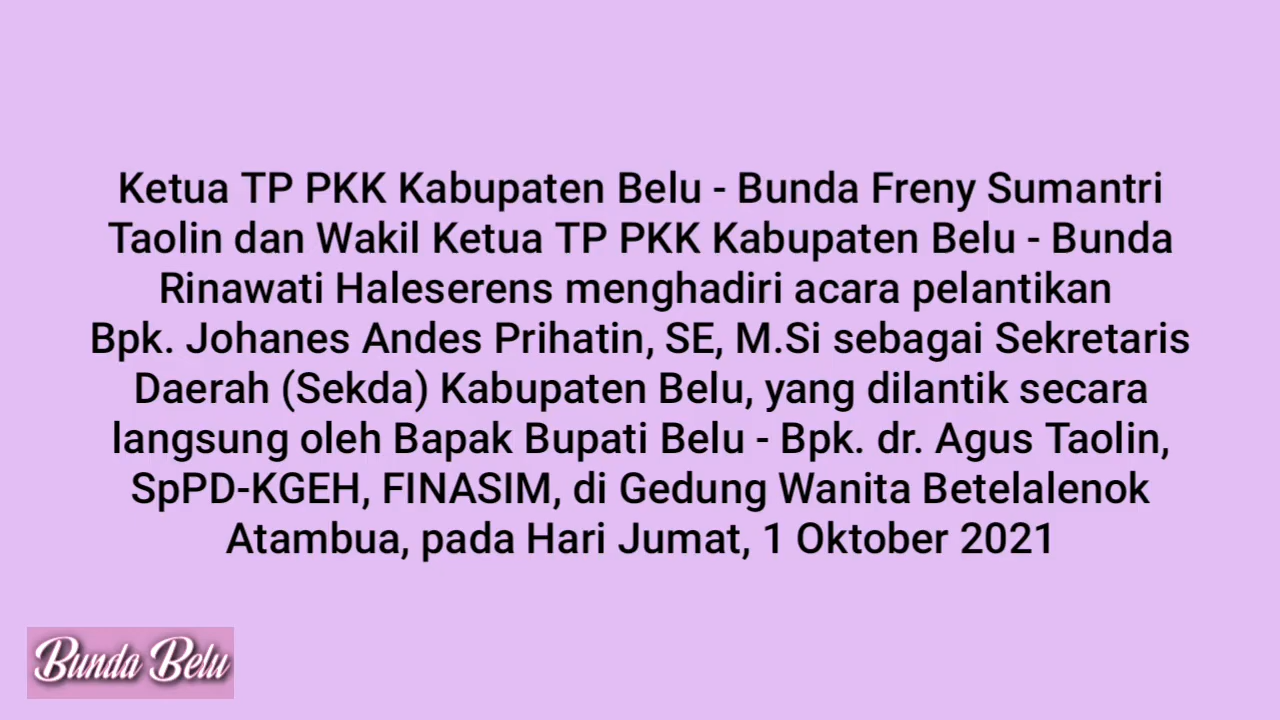 Ketua TP PKK Kabupaten Belu - Bunda Freny Sumantri
Taolin dan Wakil Ketua TP PKK Kabupaten Belu - Bunda
Rinawati Haleserens menghadiri acara pelantikan
Bpk. Johanes Andes Prihatin, SE, M.Si sebagai Sekretaris
Daerah (Sekda) Kabupaten Belu, yang dilantik secara
langsung oleh Bapak Bupati Belu - Bpk. dr. Agus Taolin,
SpPD-KGEH, FINASIM, di Gedung Wanita Betelalenok
Atambua, pada Hari Jumat, 1 Oktober 2021
Bunda Belu